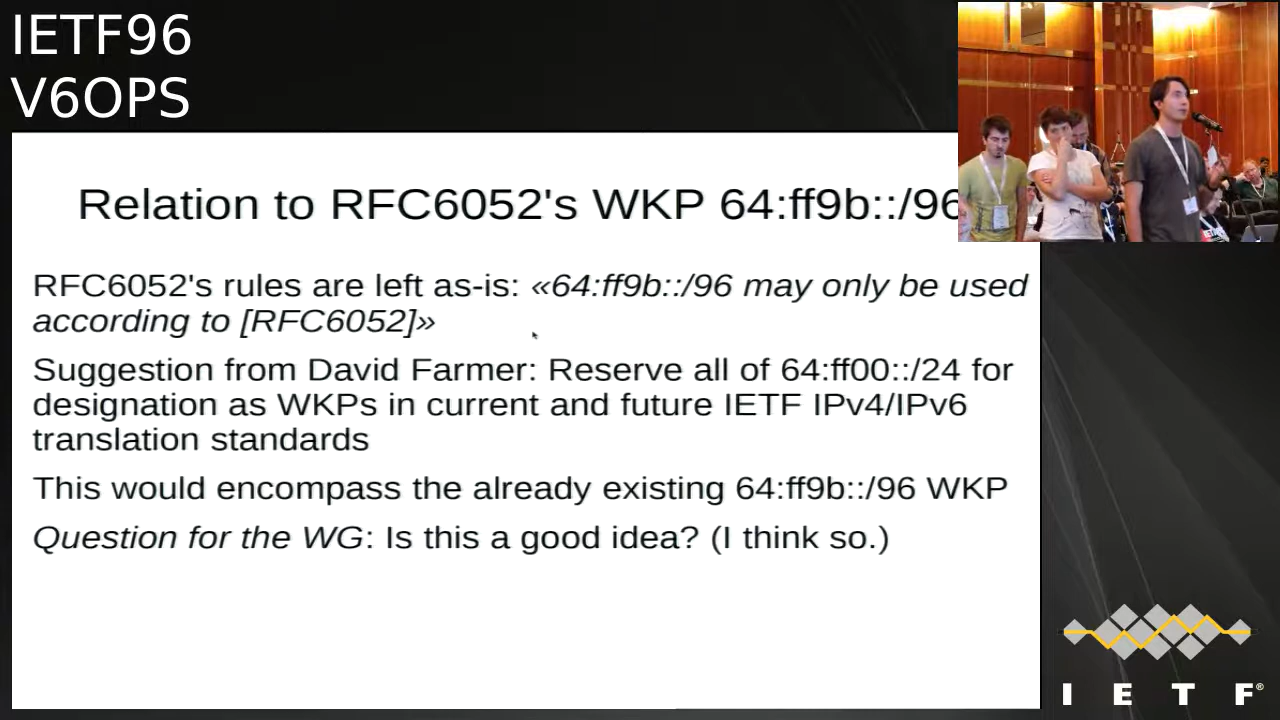 IETF96
V6OPS
Relation to RFC6052's WKP 64:ff9b::/96
RFC6052's rules are left as-is: «64:ff9b::/96 may only be used
according to [RFC6052]»
Suggestion from David Farmer: Reserve all of 64:ff00::/24 for
designation as WKPs in current and future IETF IPv4/IPv6
translation standards
This would encompass the already existing 64:ff9b::/96 WKP
Question for the WG: Is this a good idea? (I think so.)
I E T F®